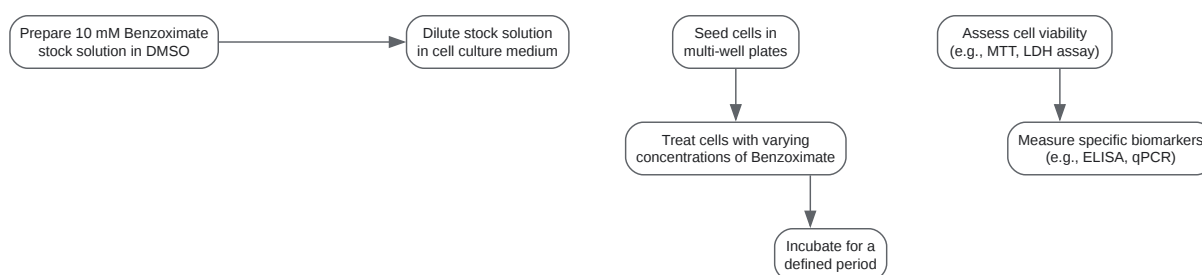 Prepare 10 mM Benzoximate
stock solution in DMSO
Dilute stock solution
in cell culture medium
Seed cells in
multi-well plates
Treat cells with varying
concentrations of Benzoximate
Incubate for a
defined period
Assess cell viability
(e.g., MTT, LDH assay)
Measure specific biomarkers
(e.g., ELISA, qPCR)